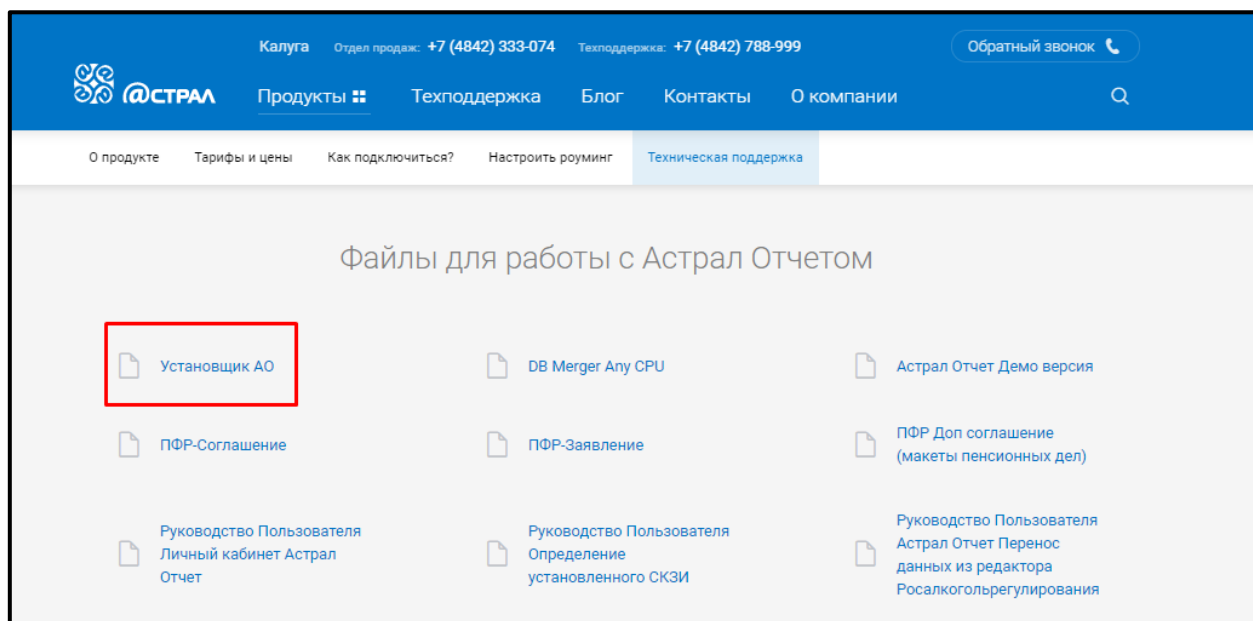 Калуга Отдел продаж: +7 (4842) 333-074 Техподдержка: +7 (4842) 788-999 Обратный звонок
@СТРАЛ Продукты Техподдержка Блог Контакты О компании
О продукте Тарифы и цены Как подключиться? Настроить роуминг Техническая поддержка
Файлы для работы с Астрал Отчетом
Установщик АО
DB Merger Any CPU
Астрал Отчет Демо версия
ПФР-Соглашение
ПФР-Заявление
ПФР Доп соглашение
(макеты пенсионных дел)
Руководство Пользователя
Личный кабинет Астрал
Отчет
Руководство Пользователя
Определение
установленного СКЗИ
Руководство Пользователя
Астрал Отчет Перенос
данных из редактора
Росалкогольрегулирования